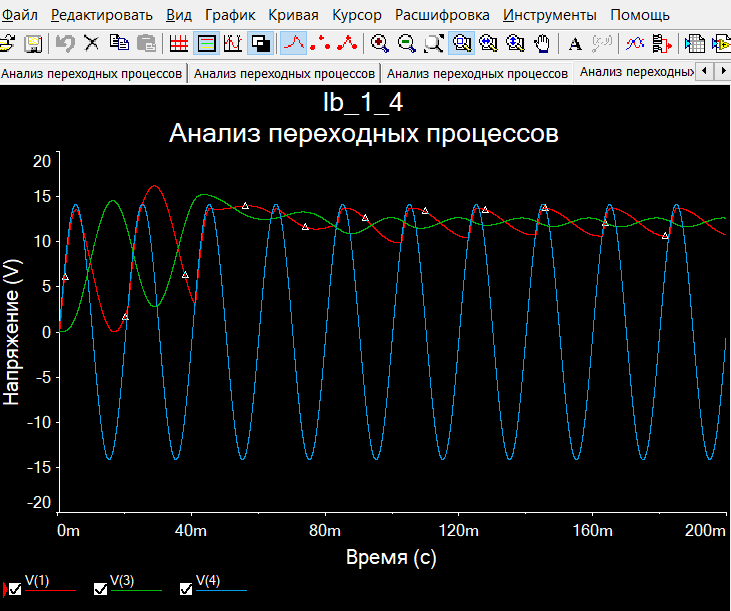 Файл Редактировать Вид График Кривая Курсор Расшифровка Инструменты Помощь
A
Анализ переходных процессов Анализ переходных процессов Анализ переходных процессов Анализ переходны
lb_1_4
Анализ переходных процессов
20
15
10
5
0
-5
-10
-15
-20
Напряжение (V)
0m 40m 80m 120m 160m 200m
Время (с)
V(1) V(3) V(4)